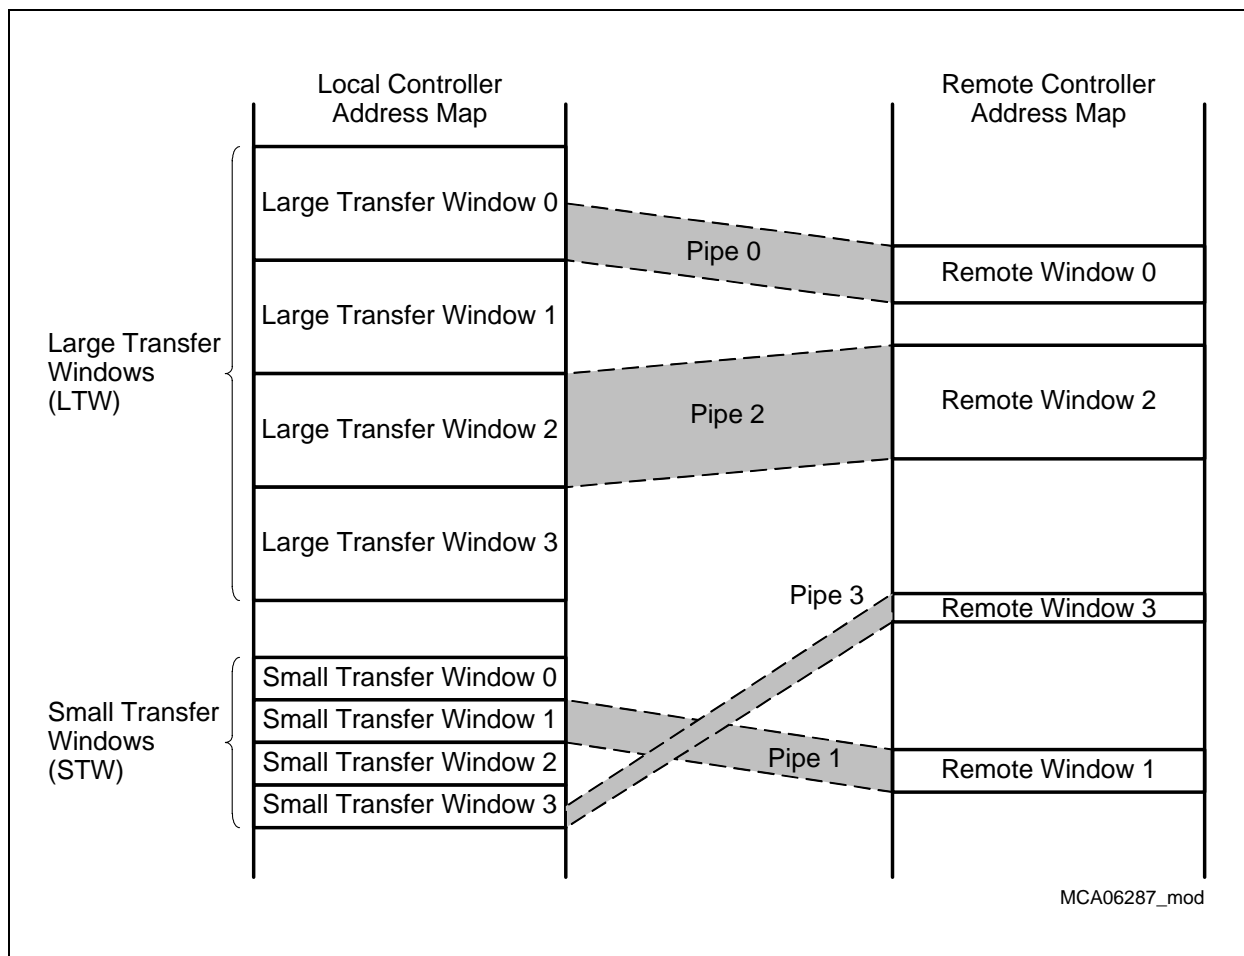 Local Controller
Address Map
Remote Controller
Address Map
Large Transfer Window 0
Pipe 0
Remote Window 0
Large Transfer Window 1
Large Transfer
Windows
(LTW)
Large Transfer Window 2
Pipe 2
Remote Window 2
Large Transfer Window 3
Pipe 3
Remote Window 3
Small Transfer Window 0
Small Transfer
Windows
(STW)
Small Transfer Window 1
Small Transfer Window 2
Pipe 1
Remote Window 1
Small Transfer Window 3
MCA06287_mod